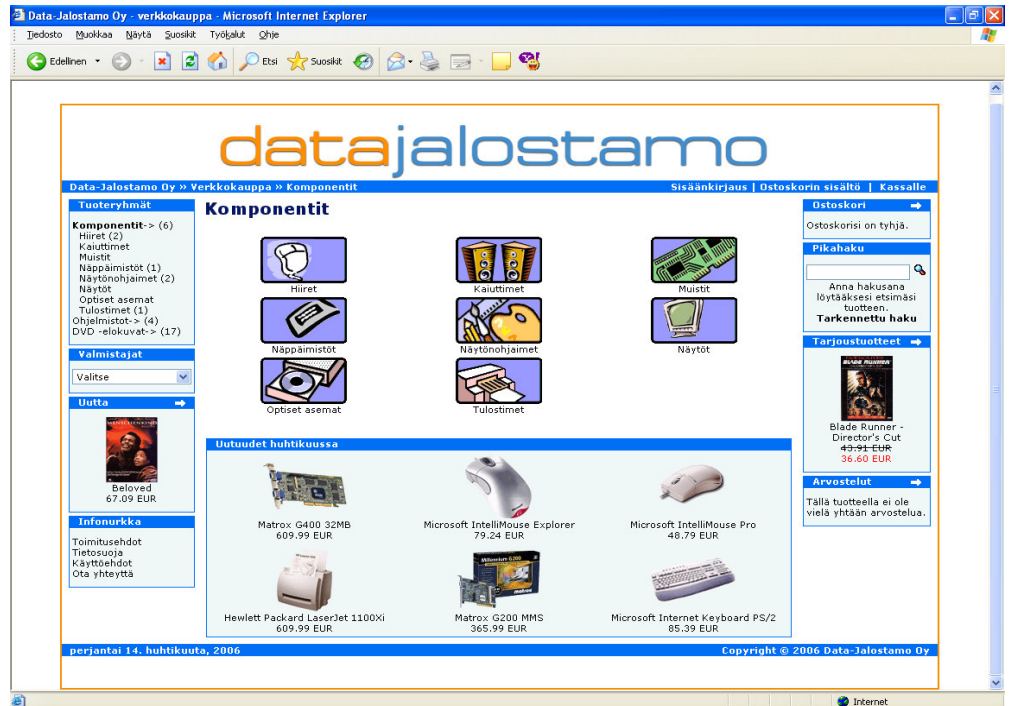 Data-Jalostamo Oy - verkkokauppa - Microsoft Internet Explorer
Tiedosto Muokkaa Näytä Suosikit Työkalut Ohje
Edellinen Etsi Suosikit
datajalostamo
Data-Jalostamo Oy » Verkkokauppa » Komponentit Sisäänkirjaus | Ostoskorin sisältö | Kassalle
Tuoteryhmät
Komponentit-> (6)
Hiiret (2)
Kaiuttimet
Muistit
Näppäimistöt (1)
Näytönohjaimet (2)
Näytöt
Optiset asemat
Tulostimet (1)
Ohjelmistot-> (4)
DVD -elokuvat-> (17)
Valmistajat
Valitse
Uutta
Beloved
67.09 EUR
Infonurkka
Toimitusehdot
Tietosuoja
Käyttöehdot
Ota yhteyttä
Komponentit
Hiiret Kaiuttimet Muistit
Näppäimistöt Näytönohjaimet Näytöt
Optiset asemat Tulostimet
Uutuudet huhtikuussa
Matrox G400 32MB Microsoft IntelliMouse Explorer Microsoft IntelliMouse Pro
609.99 EUR 79.24 EUR 48.79 EUR
Millennium G200
matrox
Hewlett Packard LaserJet 1100Xi Matrox G200 MMS Microsoft Internet Keyboard PS/2
609.99 EUR 365.99 EUR 85.39 EUR
Ostoskori
Ostoskorisi on tyhjä.
Pikahaku
Anna hakusana
löytääksesi etsimäsi
tuotteen.
Tarkennettu haku
Tarjoustuotteet
BLADE RUNNER
Blade Runner -
Director's Cut
43.91 EUR
36.60 EUR
Arvostelut
Tällä tuotteella ei ole
vielä yhtään arvostelua.
perjantai 14. huhtikuuta, 2006 Copyright © 2006 Data-Jalostamo Oy
Internet